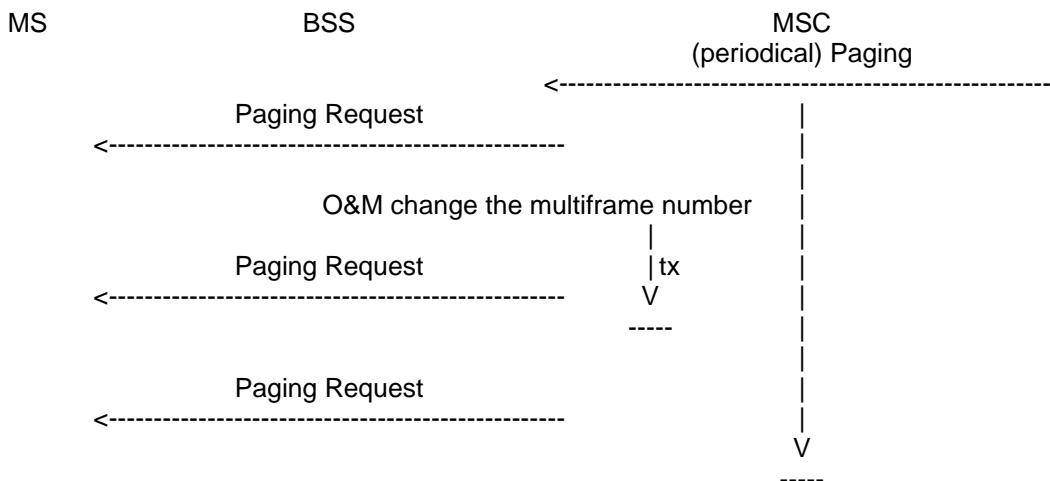 MS BSS MSC
(periodical) Paging
<-------------------------------------------------------
Paging Request |
<--------------------------------------------------- |
|
O&M change the multiframe number |
| |
Paging Request |tx |
<--------------------------------------------------- V |
----- |
|
Paging Request |
<--------------------------------------------------- |
V
-----